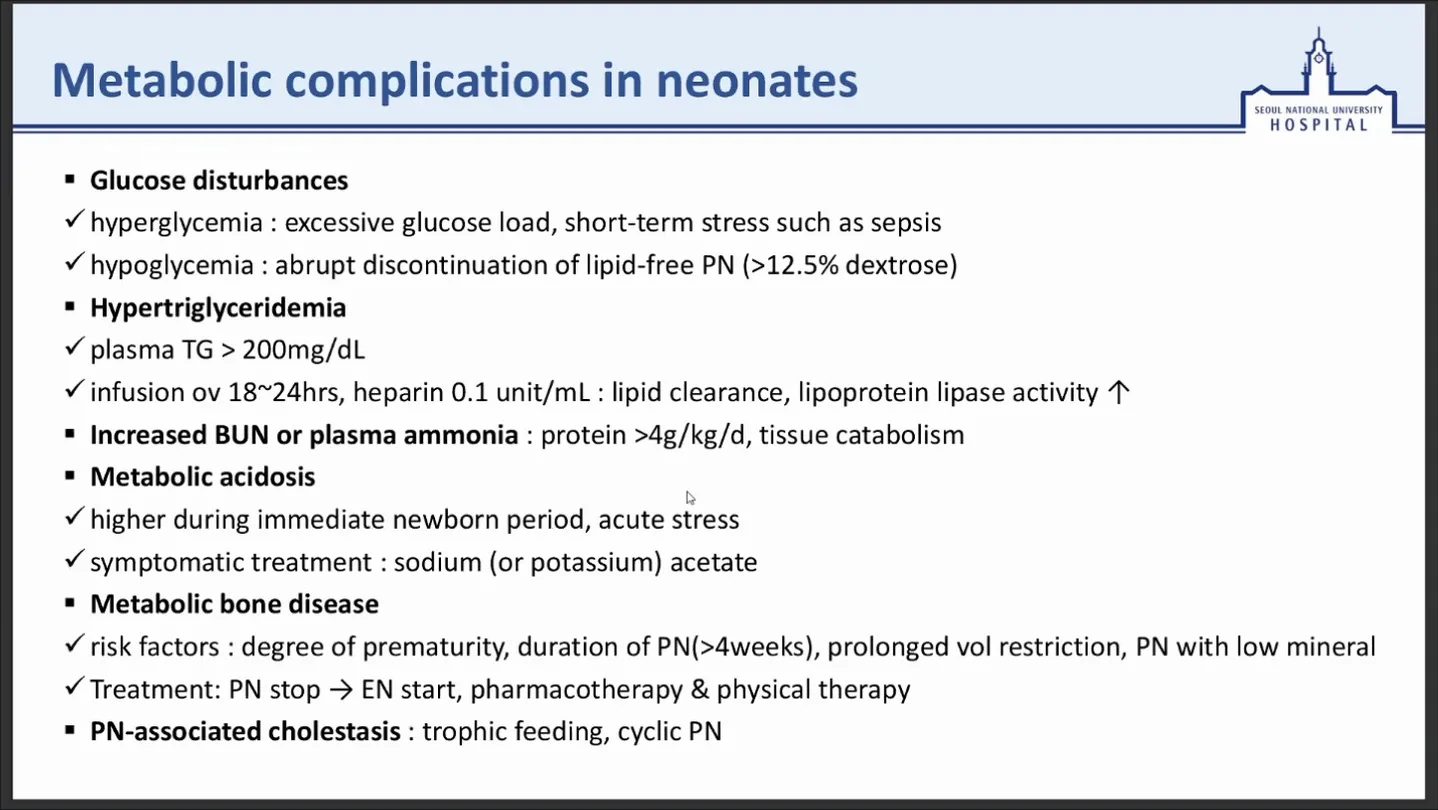 Metabolic complications in neonates
SEOUL NATIONAL UNIVERSITY
HOSPITAL
▪ Glucose disturbances
✓ hyperglycemia : excessive glucose load, short-term stress such as sepsis
✓ hypoglycemia : abrupt discontinuation of lipid-free PN (>12.5% dextrose)
▪ Hypertriglyceridemia
✓ plasma TG > 200mg/dL
✓ infusion ov 18~24hrs, heparin 0.1 unit/mL : lipid clearance, lipoprotein lipase activity ↑
▪ Increased BUN or plasma ammonia : protein >4g/kg/d, tissue catabolism
▪ Metabolic acidosis
✓ higher during immediate newborn period, acute stress
✓ symptomatic treatment : sodium (or potassium) acetate
▪ Metabolic bone disease
✓ risk factors : degree of prematurity, duration of PN(>4weeks), prolonged vol restriction, PN with low mineral
✓ Treatment: PN stop → EN start, pharmacotherapy & physical therapy
▪ PN-associated cholestasis : trophic feeding, cyclic PN